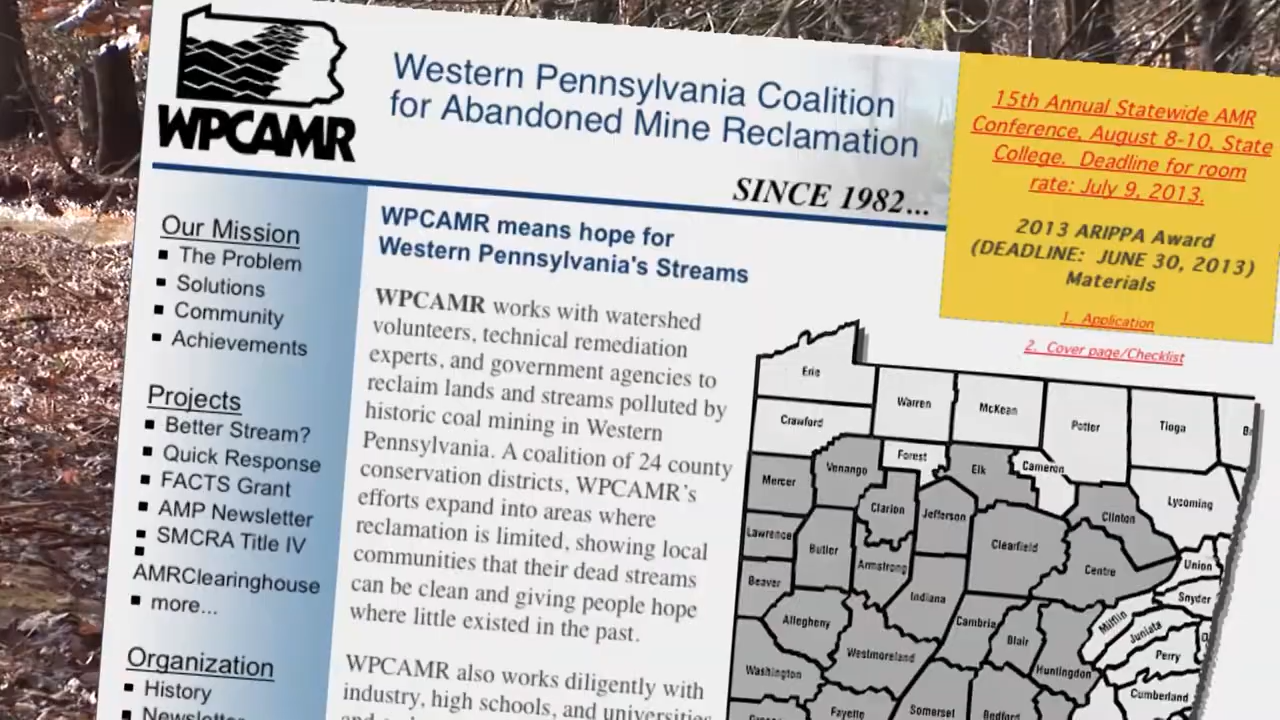 WPCAMR
Western Pennsylvania Coalition
for Abandoned Mine Reclamation
SINCE 1982...
15th Annual Statewide AMR
Conference, August 8-10, State
College. Deadline for room
rate: July 9, 2013.
2013 ARIPPA Award
(DEADLINE: JUNE 30, 2013)
Materials
1. Application
2. Cover page/Checklist
Our Mission
The Problem
Solutions
Community
Achievements
Projects
Better Stream?
Quick Response
FACTS Grant
AMP Newsletter
SMCRA Title IV
AMRClearinghouse
more...
Organization
History
Newsletter
WPCAMR means hope for
Western Pennsylvania's Streams
WPCAMR works with watershed
volunteers, technical remediation
experts, and government agencies to
reclaim lands and streams polluted by
historic coal mining in Western
Pennsylvania. A coalition of 24 county
conservation districts, WPCAMR's
efforts expand into areas where
reclamation is limited, showing local
communities that their dead streams
can be clean and giving people hope
where little existed in the past.
WPCAMR also works diligently with
industry, high schools, and universities
Erie
Crawford
Warren
McKean
Potter
Tioga
Mercer
Venango
Forest
Elk
Cameron
Lycoming
Clarion
Jefferson
Clinton
Lawrence
Butler
Armstrong
Clearfield
Centre
Union
Beaver
Indiana
Snyder
Allegheny
Cambria
Blair
Mifflin
Juniata
Westmoreland
Huntingdon
Perry
Washington
Cumberland
Fayette
Somerset
Bedford